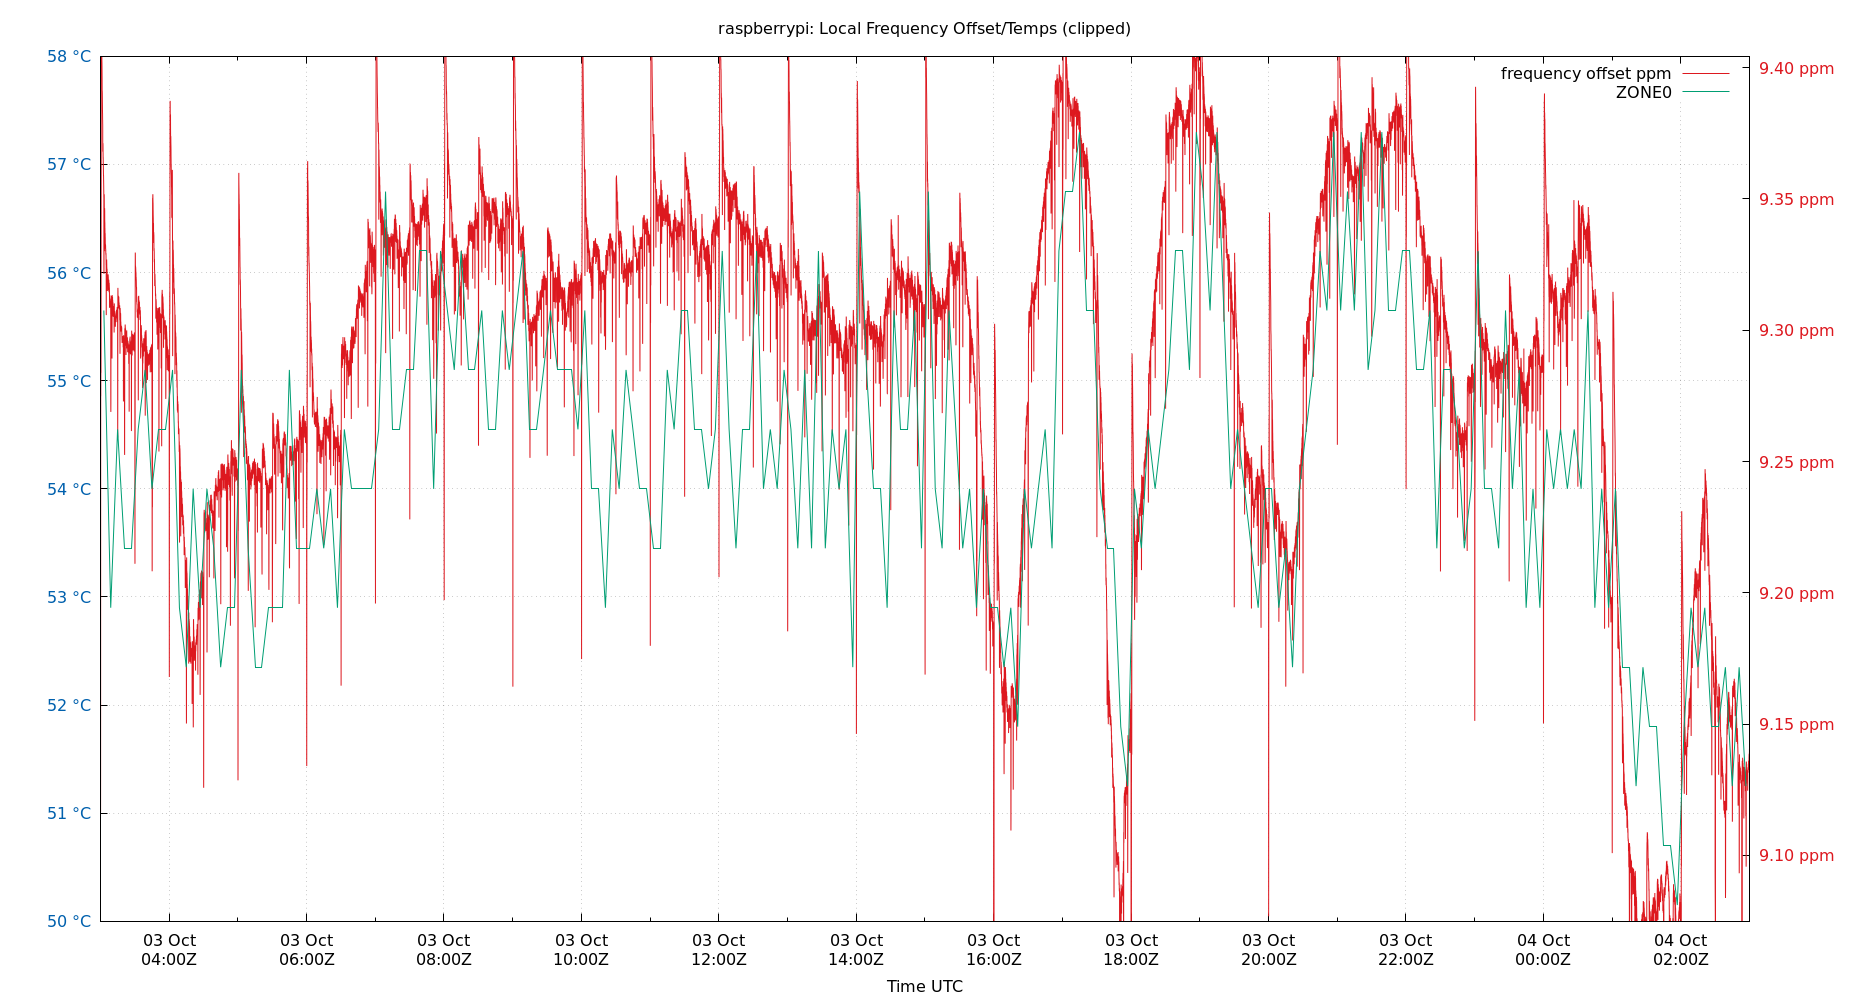 raspberrypi: Local Frequency Offset/Temps (clipped)
58 °C
57 °C
56 °C
55 °C
54 °C
53 °C
52 °C
51 °C
50 °C
9.40 ppm
9.35 ppm
9.30 ppm
9.25 ppm
9.20 ppm
9.15 ppm
9.10 ppm
frequency offset ppm
ZONE0
03 Oct
04:00Z
03 Oct
06:00Z
03 Oct
08:00Z
03 Oct
10:00Z
03 Oct
12:00Z
03 Oct
14:00Z
03 Oct
16:00Z
03 Oct
18:00Z
03 Oct
20:00Z
03 Oct
22:00Z
04 Oct
00:00Z
04 Oct
02:00Z
Time UTC